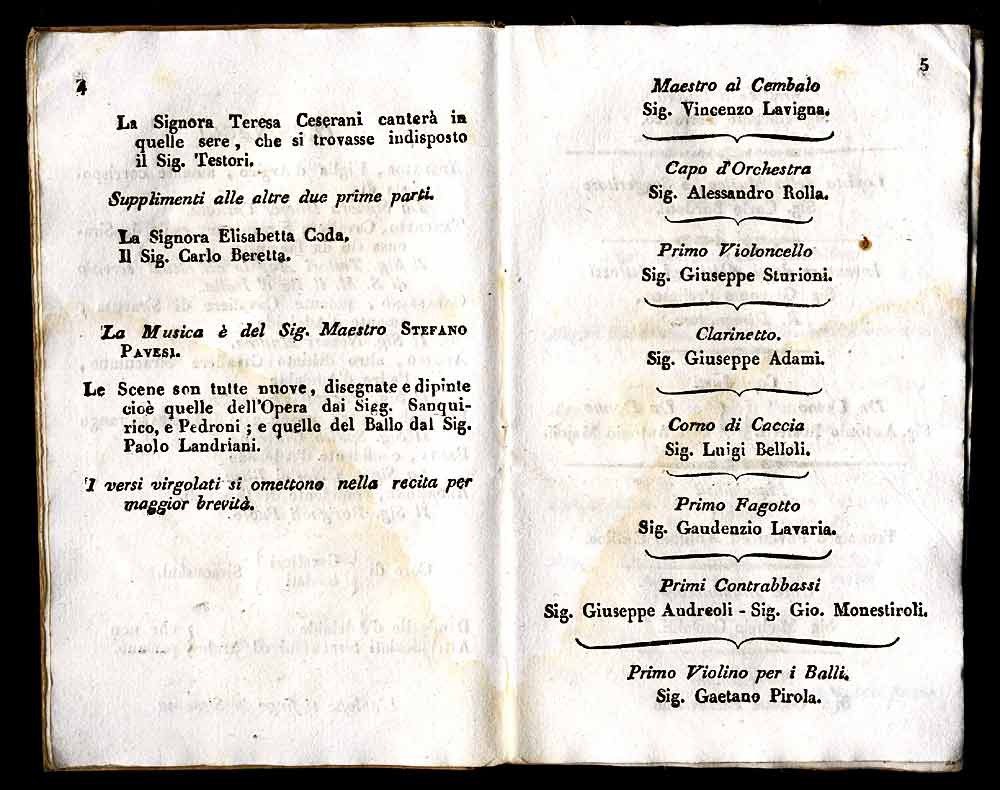 4
La Signora Teresa Ceserani canterà in
quelle sere, che si trovasse indisposto
il Sig. Testori.
Supplimenti alle altre due prime parti.
La Signora Elisabetta Coda.
Il Sig. Carlo Beretta.
La Musica è del Sig. Maestro STEFANO
PAVESI.
Le Scene son tutte nuove, disegnate e dipinte
cioè quelle dell'Opera dai Sigg. Sanqui-
rico, e Pedroni; e quelle del Ballo dal Sig.
Paolo Landriani.
I versi virgolati si omettono nella recita per
maggior brevità.
5
Maestro al Cembalo
Sig. Vincenzo Lavigna.
Capo d'Orchestra
Sig. Alessandro Rolla.
Primo Violoncello
Sig. Giuseppe Sturioni.
Clarinetto.
Sig. Giuseppe Adami.
Corno di Caccia
Sig. Luigi Belloli.
Primo Fagotto
Sig. Gaudenzio Lavaria.
Primi Contrabbassi
Sig. Giuseppe Andreoli - Sig. Gio. Monestiroli.
Primo Violino per i Balli.
Sig. Gaetano Pirola.